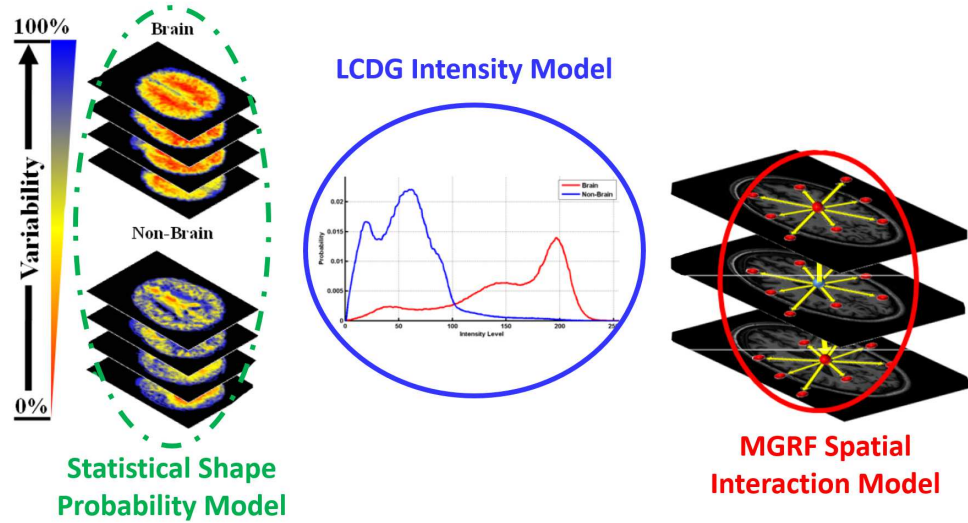 100%
Brain
Variability
Non-Brain
0%
Statistical Shape
Probability Model
LCDG Intensity Model
Brain
Non-Brain
Probability
0.02
0.015
0.01
0.005
0
0
50
100
150
200
250
Intensity Level
MGRF Spatial
Interaction Model